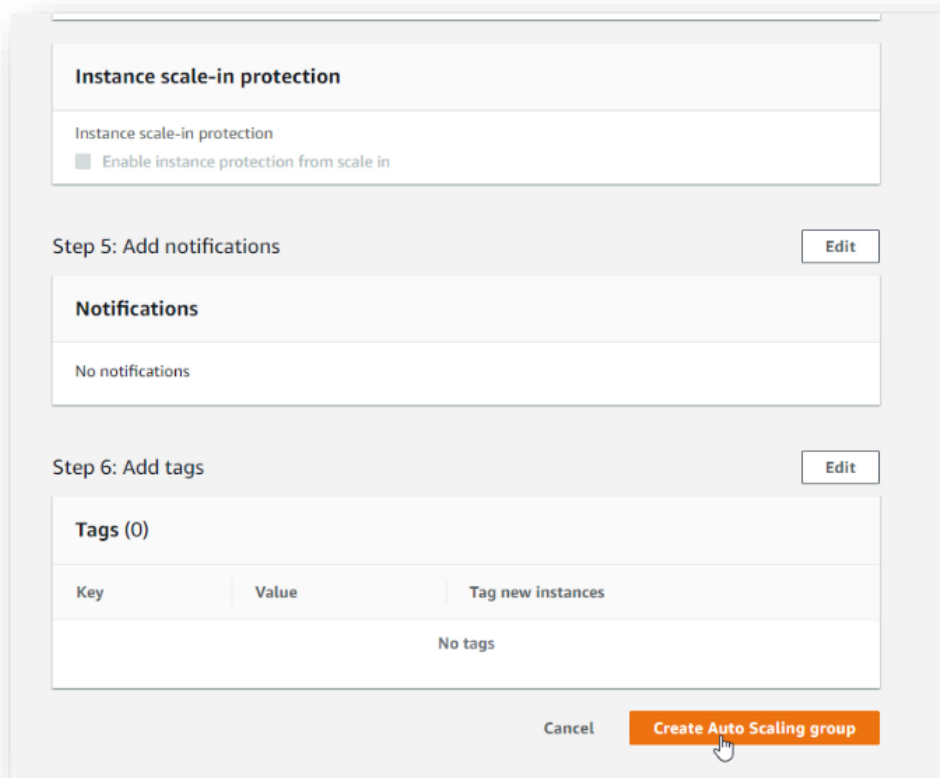 Instance scale-in protection
Instance scale-in protection
Enable instance protection from scale in
Step 5: Add notifications
Edit
Notifications
No notifications
Step 6: Add tags
Edit
Tags (0)
Key Value Tag new instances
No tags
Cancel Create Auto Scaling group